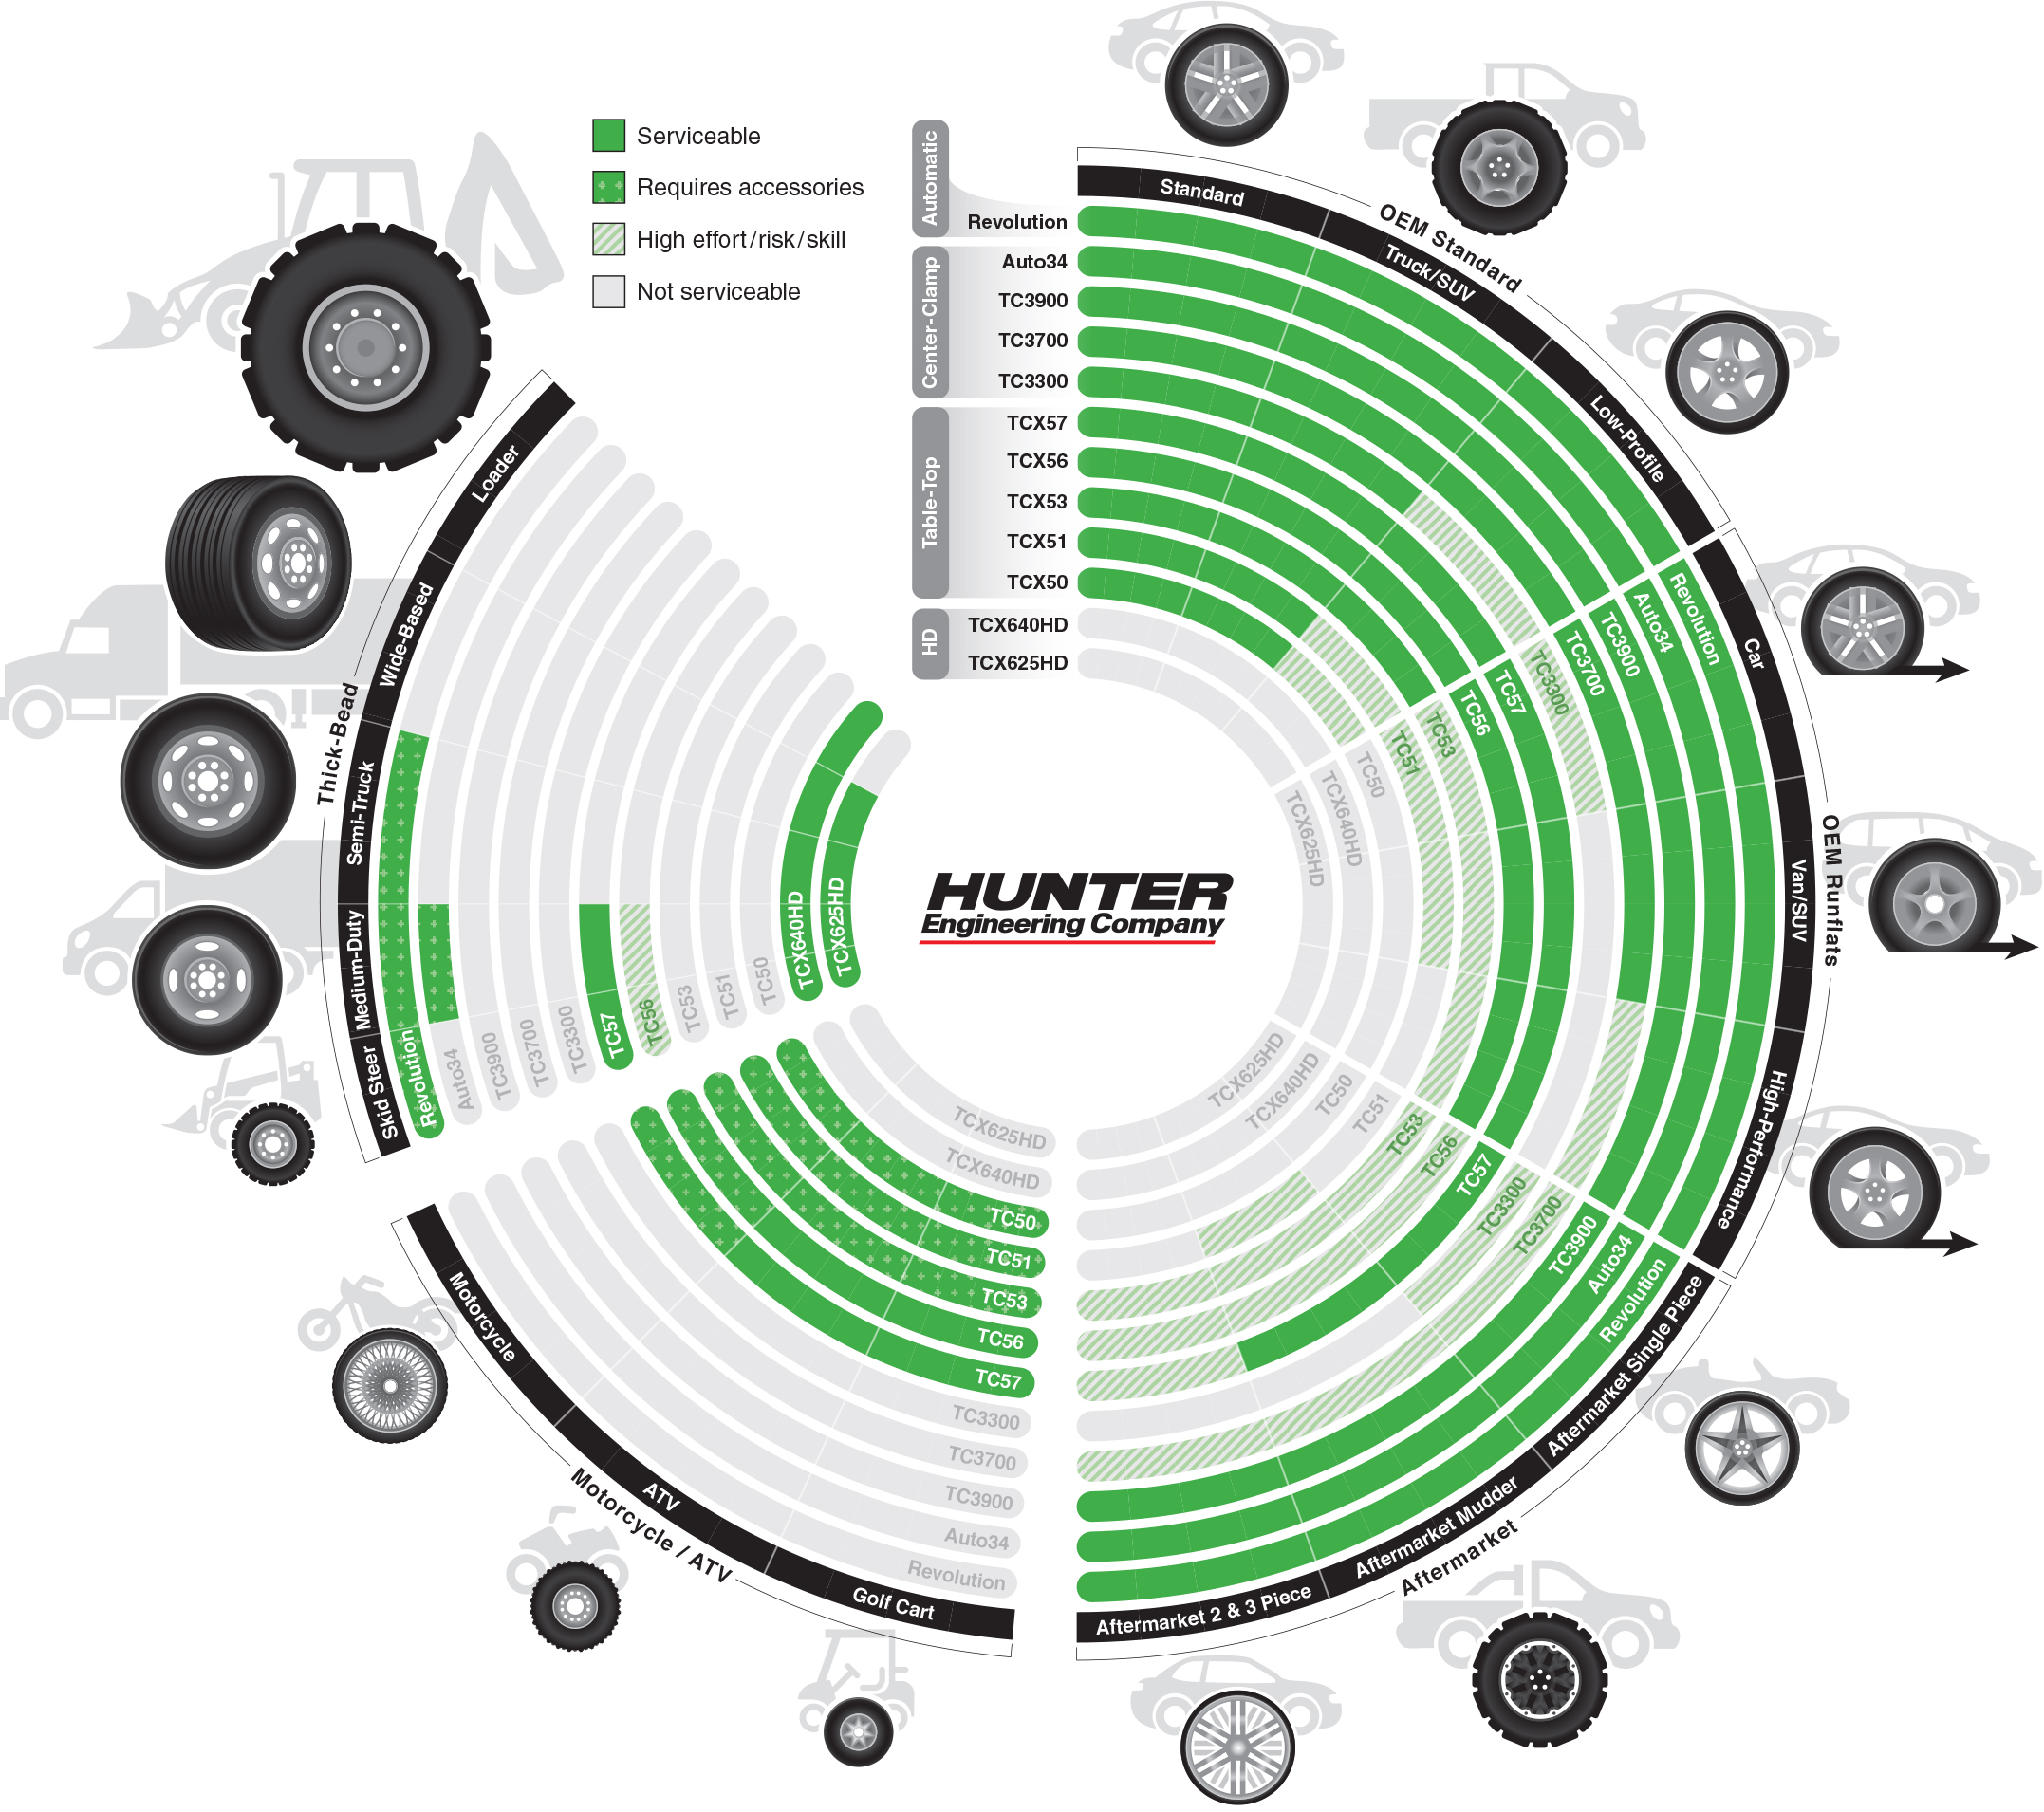 Serviceable
Requires accessories
High effort/risk/skill
Not serviceable
Automatic
Revolution
Center-Clamp
Auto34
TC3900
TC3700
TC3300
Table-Top
TCX57
TCX56
TCX53
TCX51
TCX50
HD
TCX640HD
TCX625HD
OEM Standard
Standard
Truck/SUV
Low-Profile
OEM Runflats
Car
Van/SUV
High-Performance
Revolution
Auto34
TC3900
TC3700
TC3300
TC57
TC56
TC53
TC51
TC50
TCX640HD
TCX625HD
Aftermarket
Aftermarket Single Piece
Aftermarket Mudder
Aftermarket 2 & 3 Piece
Revolution
Auto34
TC3900
TC3700
TC3300
TC57
TC56
TC53
TC51
TC50
TCX640HD
TCX625HD
Motorcycle / ATV
Golf Cart
ATV
Motorcycle
TCX625HD
TCX640HD
TC50
TC51
TC53
TC56
TC57
TC3300
TC3700
TC3900
Auto34
Revolution
Thick-Bead
Skid Steer
Medium-Duty
Semi-Truck
Wide-Based
Loader
Revolution
Auto34
TC3900
TC3700
TC3300
TC57
TC56
TC53
TC51
TC50
TCX640HD
TCX625HD
HUNTER
Engineering Company